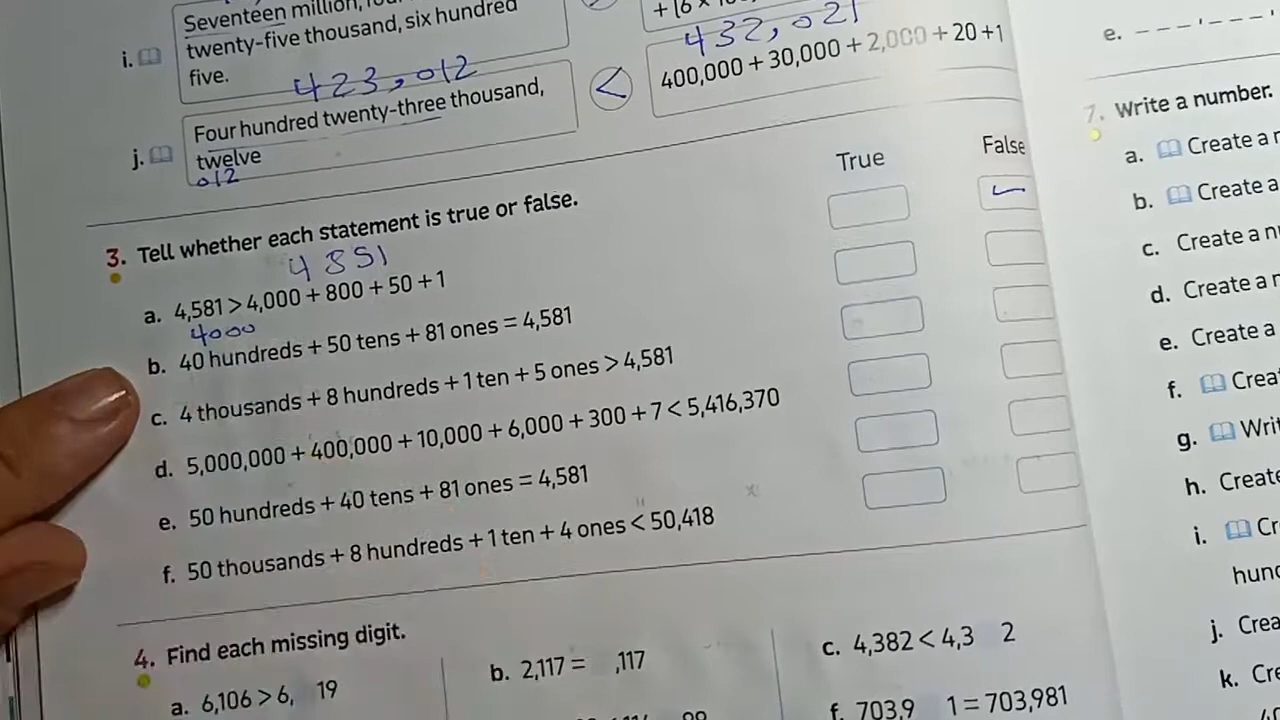 Seventeen million,
i. twenty-five thousand, six hundred
five.
432,021
423,012
400,000 + 30,000 + 2,000 + 20 + 1
<
Four hundred twenty-three thousand,
j. twelve
012
True False
3. Tell whether each statement is true or false.
4851
a. 4,581 > 4,000 + 800 + 50 + 1
4000
b. 40 hundreds + 50 tens + 81 ones = 4,581
c. 4 thousands + 8 hundreds + 1 ten + 5 ones > 4,581
d. 5,000,000 + 400,000 + 10,000 + 6,000 + 300 + 7 < 5,416,370
e. 50 hundreds + 40 tens + 81 ones = 4,581
f. 50 thousands + 8 hundreds + 1 ten + 4 ones < 50,418
4. Find each missing digit.
a. 6,106 > 6, 19
b. 2,117 = ,117
c. 4,382 < 4,3 2
f. 703,9 1 = 703,981
e. _ _ _ , _ _ _ ,
7. Write a number.
a. Create a
b. Create a
c. Create a
d. Create a
e. Create a
f.
g.
h. Create
i.
j.
k.